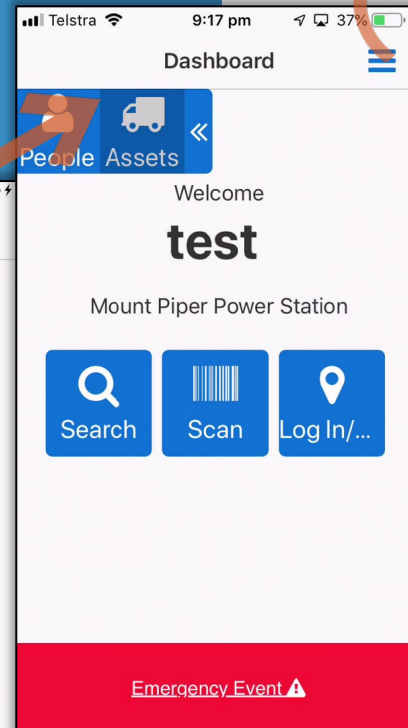 Telstra 9:17 pm 37%
Dashboard
People Assets
Welcome
test
Mount Piper Power Station
Search Scan Log In/...
Emergency Event